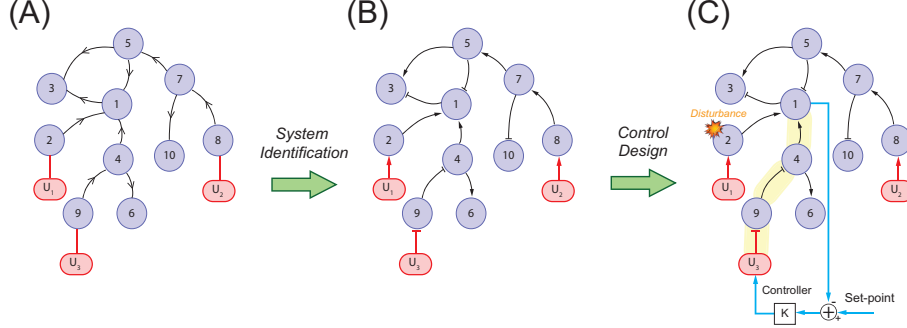 (A)
(B)
(C)
5
3
7
1
2
8
4
10
9
6
U1
U2
U3
System
Identification
5
3
7
1
2
8
4
10
9
6
U1
U2
U3
Control
Design
5
3
7
Disturbance
1
2
8
4
10
9
6
U1
U2
U3
Controller
K
-
+
+
Set-point